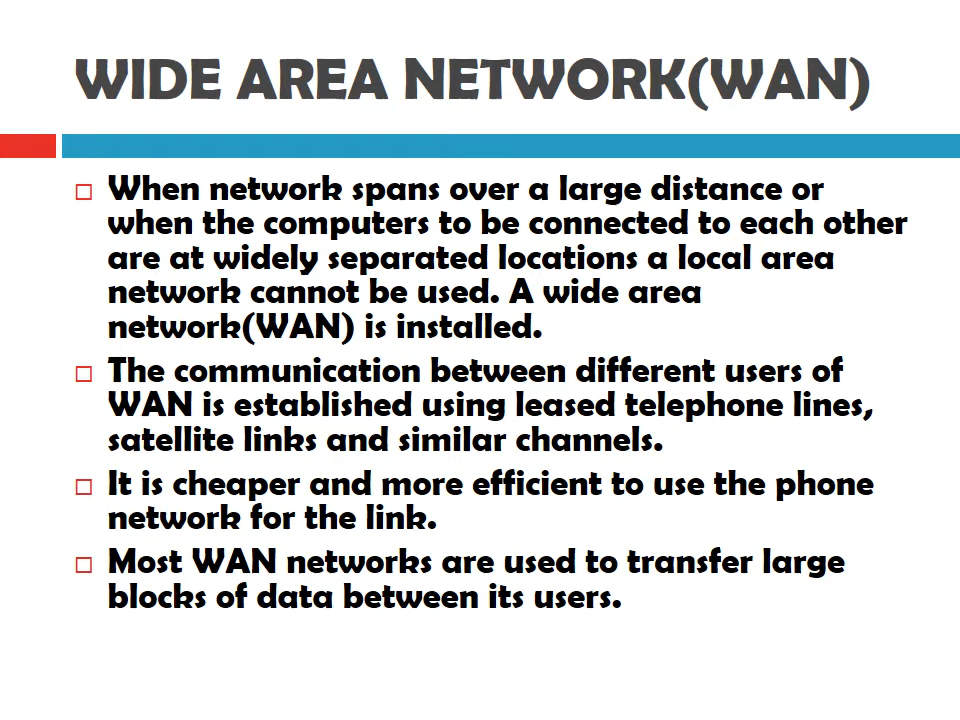 WIDE AREA NETWORK(WAN)
When network spans over a large distance or
when the computers to be connected to each other
are at widely separated locations a local area
network cannot be used. A wide area
network(WAN) is installed.
The communication between different users of
WAN is established using leased telephone lines,
satellite links and similar channels.
It is cheaper and more efficient to use the phone
network for the link.
Most WAN networks are used to transfer large
blocks of data between its users.